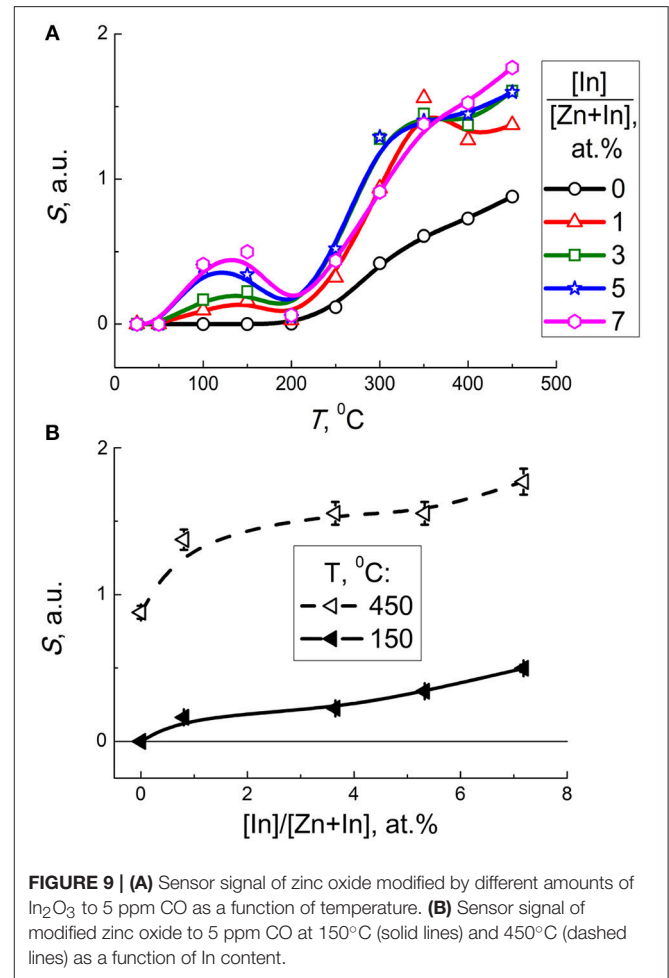 A
2
1
0
S, a.u.
0
100
200
300
400
500
T, ⁰C
[In]
[Zn+In],
at.%
0
1
3
5
7
B
2
1
0
S, a.u.
T, ⁰C:
450
150
0
2
4
6
8
[In]/[Zn+In], at.%
FIGURE 9 | (A) Sensor signal of zinc oxide modified by different amounts of
In₂O₃ to 5 ppm CO as a function of temperature. (B) Sensor signal of
modified zinc oxide to 5 ppm CO at 150°C (solid lines) and 450°C (dashed
lines) as a function of In content.